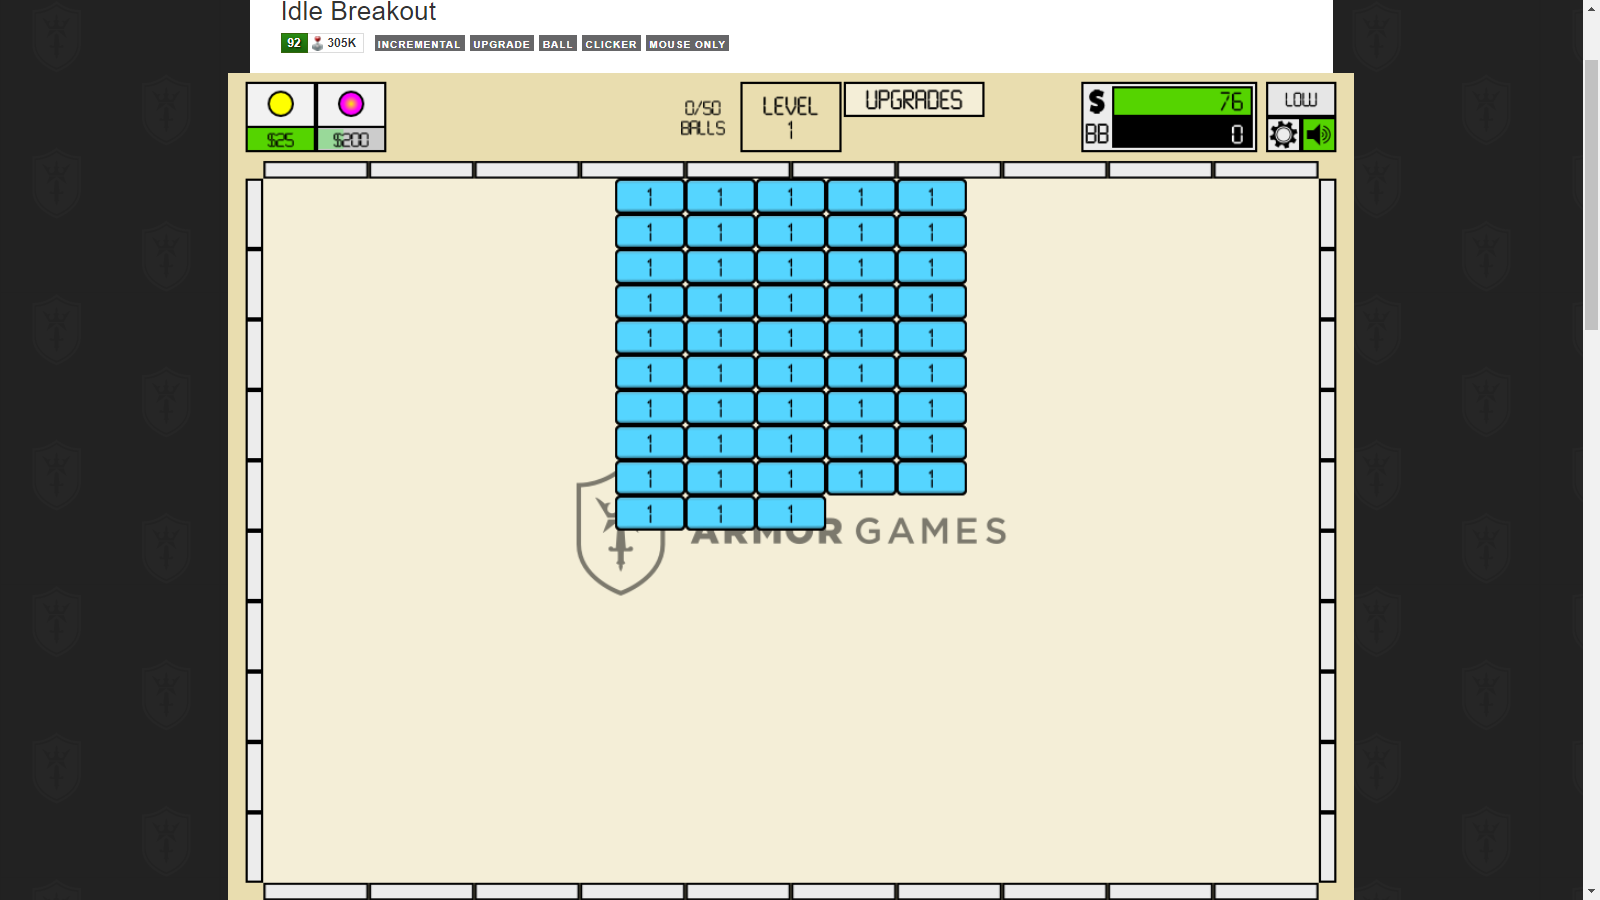 Idle Breakout
92 305K INCREMENTAL UPGRADE BALL CLICKER MOUSE ONLY
$25 $200
0/50
BALLS
LEVEL
1
UPGRADES
$ 76
BB 0
LOW
1 1 1 1 1
1 1 1 1 1
1 1 1 1 1
1 1 1 1 1
1 1 1 1 1
1 1 1 1 1
1 1 1 1 1
1 1 1 1 1
1 1 1 1 1
1 1 1
ARMOR GAMES